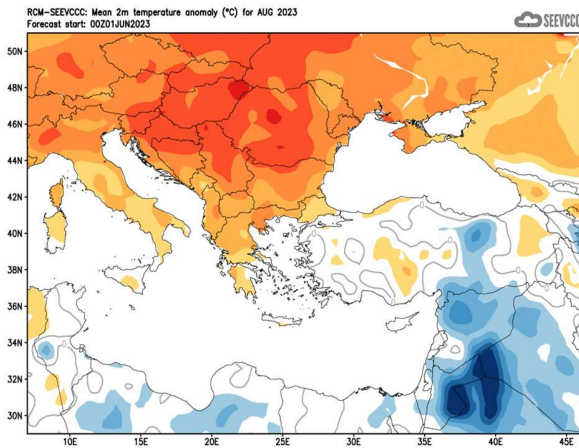 RCM-SEEVCCC: Mean 2m temperature anomaly (°C) for AUG 2023
Forecast start: 00Z01JUN2023
SEEVCCC
50N
48N
46N
44N
42N
40N
38N
36N
34N
32N
30N
10E 15E 20E 25E 30E 35E 40E 45E